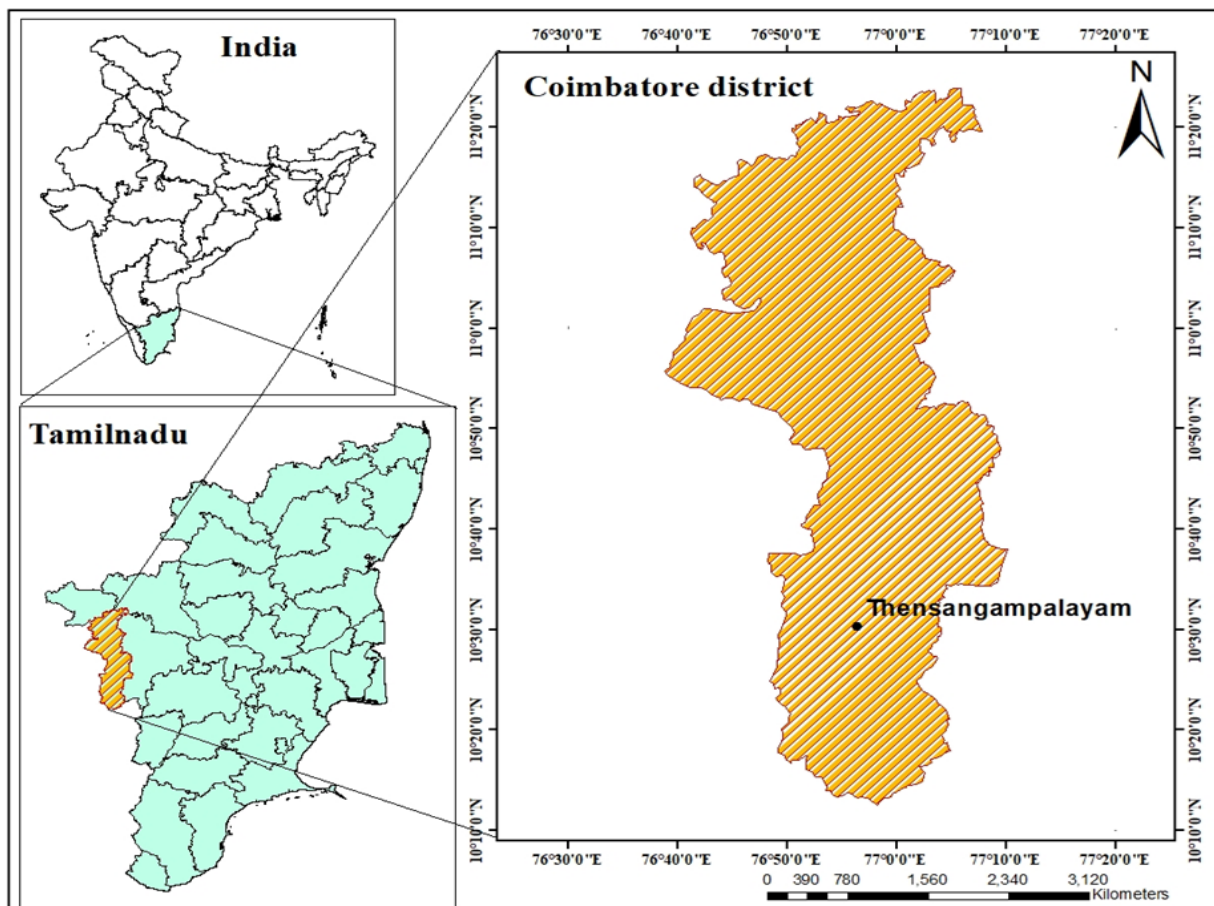 India
Tamilnadu
76°30'0"E 76°40'0"E 76°50'0"E 77°0'0"E 77°10'0"E 77°20'0"E
Coimbatore district
N
11°20'0"N
11°10'0"N
11°0'0"N
10°50'0"N
10°40'0"N
10°30'0"N
10°20'0"N
10°10'0"N
11°20'0"N
11°10'0"N
11°0'0"N
10°50'0"N
10°40'0"N
10°30'0"N
10°20'0"N
10°10'0"N
Thensangampalayam
76°30'0"E 76°40'0"E 76°50'0"E 77°0'0"E 77°10'0"E 77°20'0"E
0 390 780 1,560 2,340 3,120
Kilometers